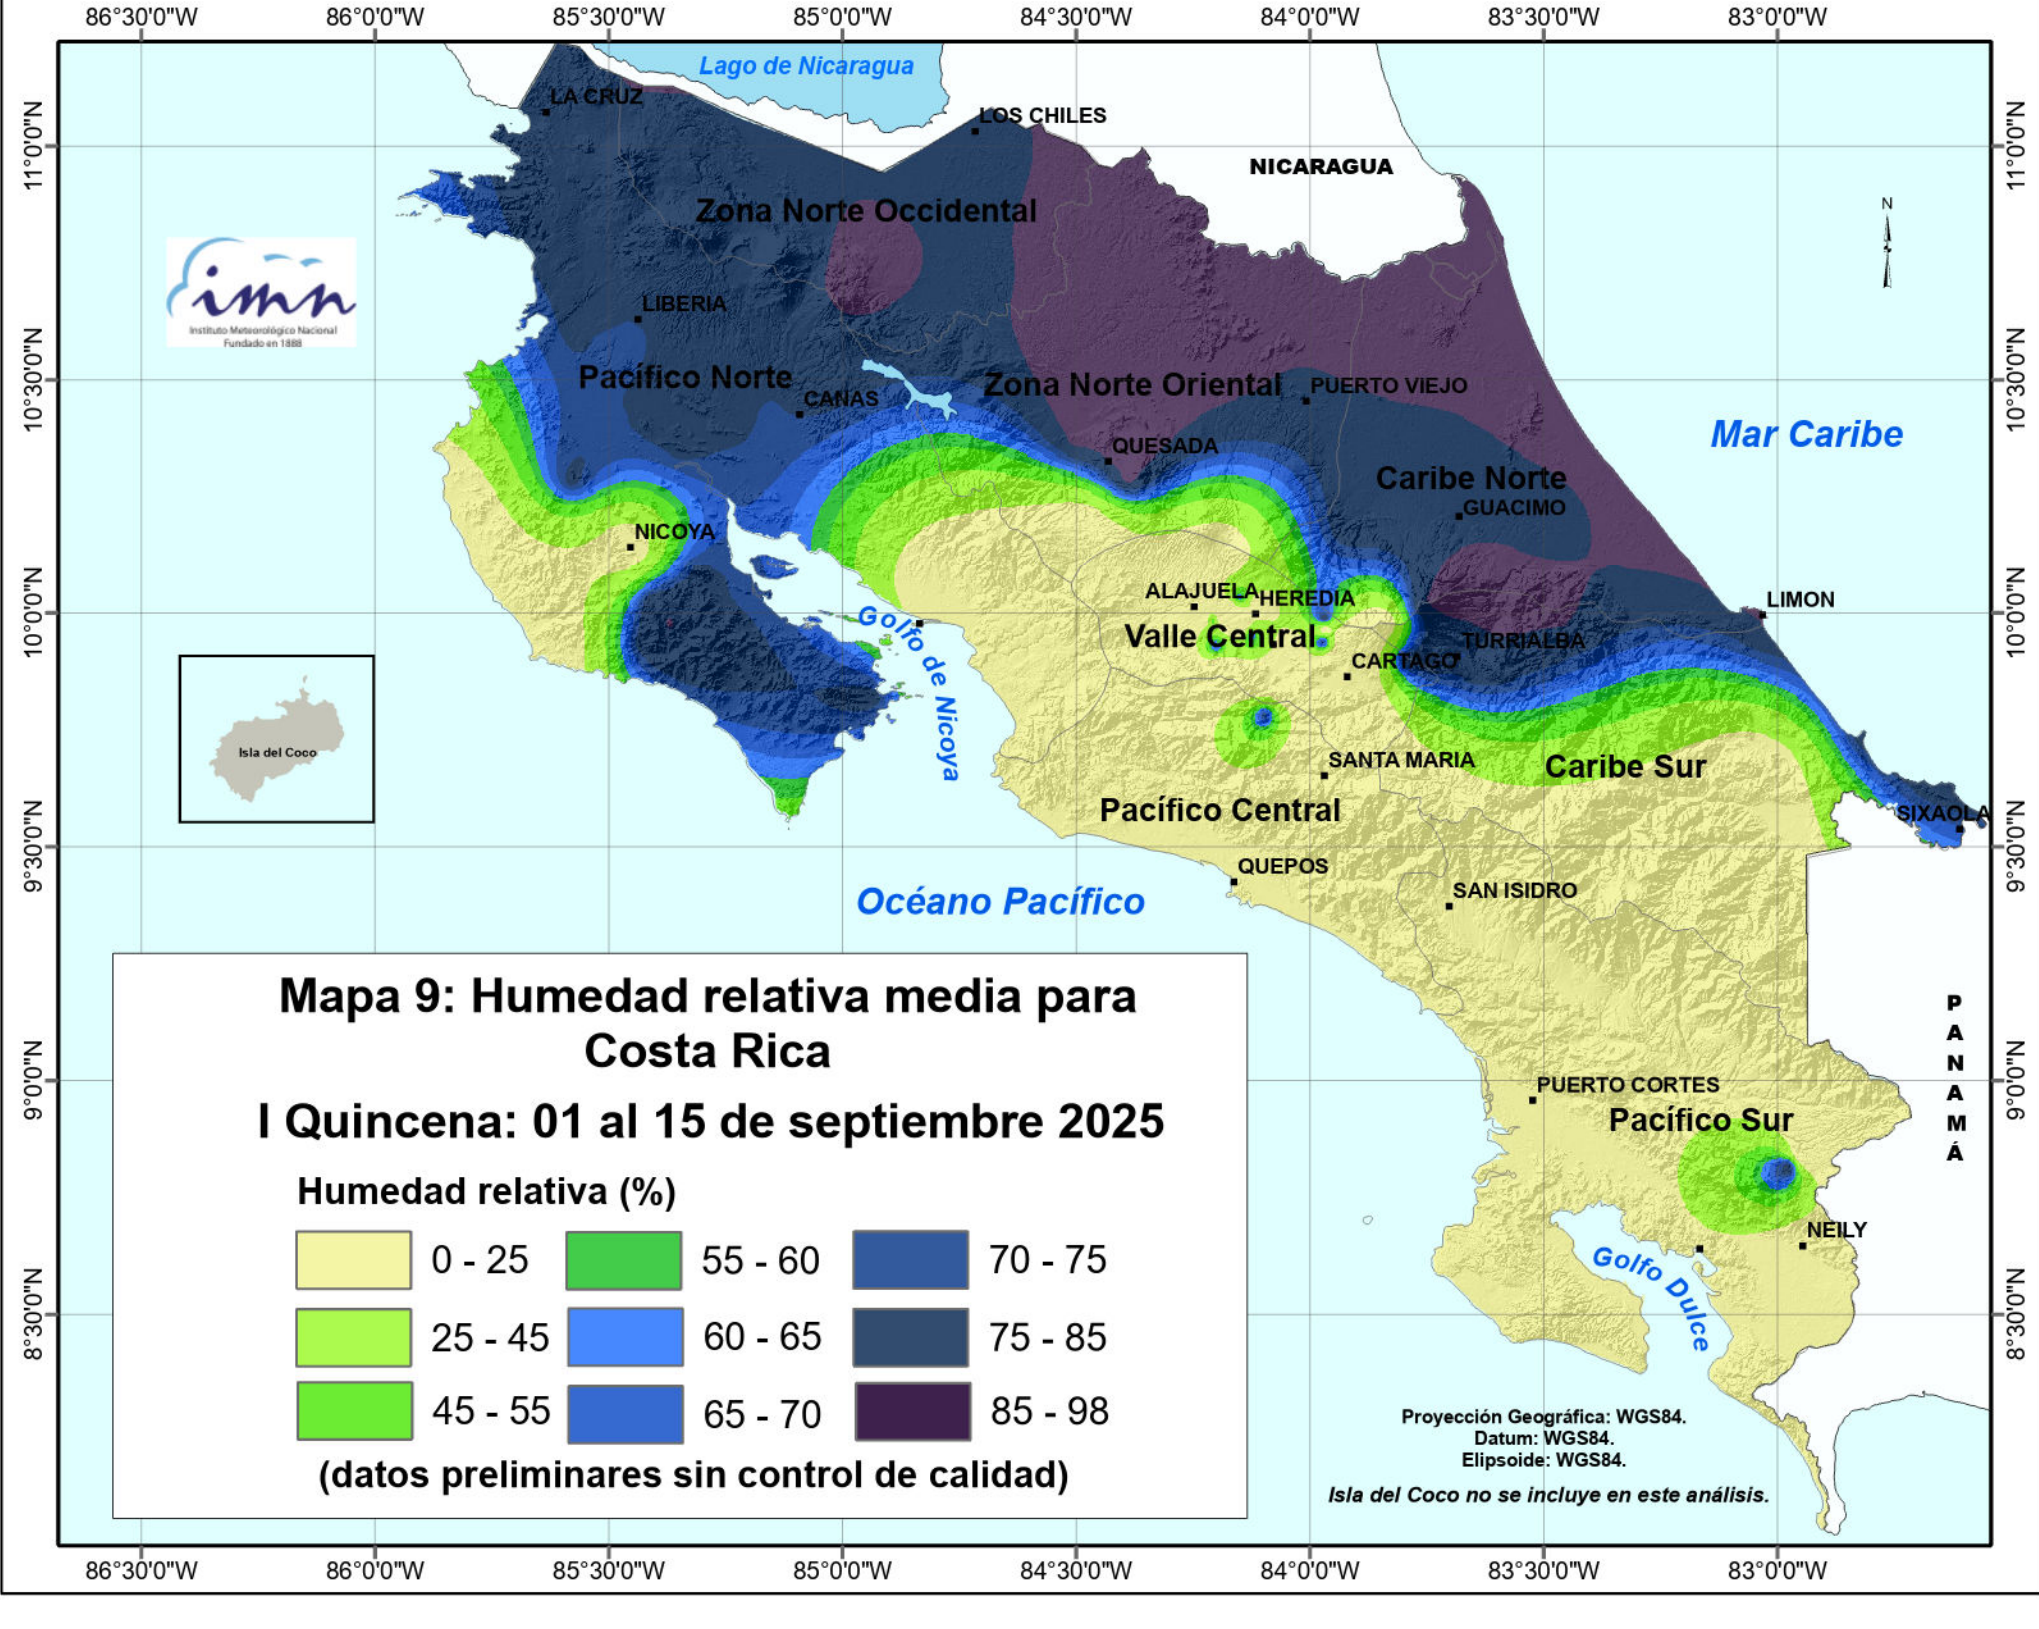 86°30'0"W 86°0'0"W 85°30'0"W 85°0'0"W 84°30'0"W 84°0'0"W 83°30'0"W 83°0'0"W
Lago de Nicaragua
LA CRUZ
LOS CHILES
11°0'0"N
11°0'0"N
NICARAGUA
N
Zona Norte Occidental
imn
Instituto Meteorológico Nacional
Fundado en 1888
LIBERIA
10°30'0"N
10°30'0"N
Pacífico Norte
CANAS
Zona Norte Oriental
PUERTO VIEJO
Mar Caribe
QUESADA
Caribe Norte
GUACIMO
NICOYA
10°0'0"N
10°0'0"N
ALAJUELA
HEREDIA
LIMON
Golfo de Nicoya
Valle Central
TURRIALBA
CARTAGO
Isla del Coco
SANTA MARIA
Caribe Sur
Pacífico Central
SIXAOLA
9°30'0"N
9°30'0"N
QUEPOS
SAN ISIDRO
Océano Pacífico
Mapa 9: Humedad relativa media para
Costa Rica
I Quincena: 01 al 15 de septiembre 2025
Humedad relativa (%)
0 - 25 55 - 60 70 - 75
25 - 45 60 - 65 75 - 85
45 - 55 65 - 70 85 - 98
(datos preliminares sin control de calidad)
P
A
N
A
M
Á
9°0'0"N
9°0'0"N
PUERTO CORTES
Pacífico Sur
NEILY
Golfo Dulce
8°30'0"N
8°30'0"N
Proyección Geográfica: WGS84.
Datum: WGS84.
Elipsoide: WGS84.
Isla del Coco no se incluye en este análisis.
86°30'0"W 86°0'0"W 85°30'0"W 85°0'0"W 84°30'0"W 84°0'0"W 83°30'0"W 83°0'0"W